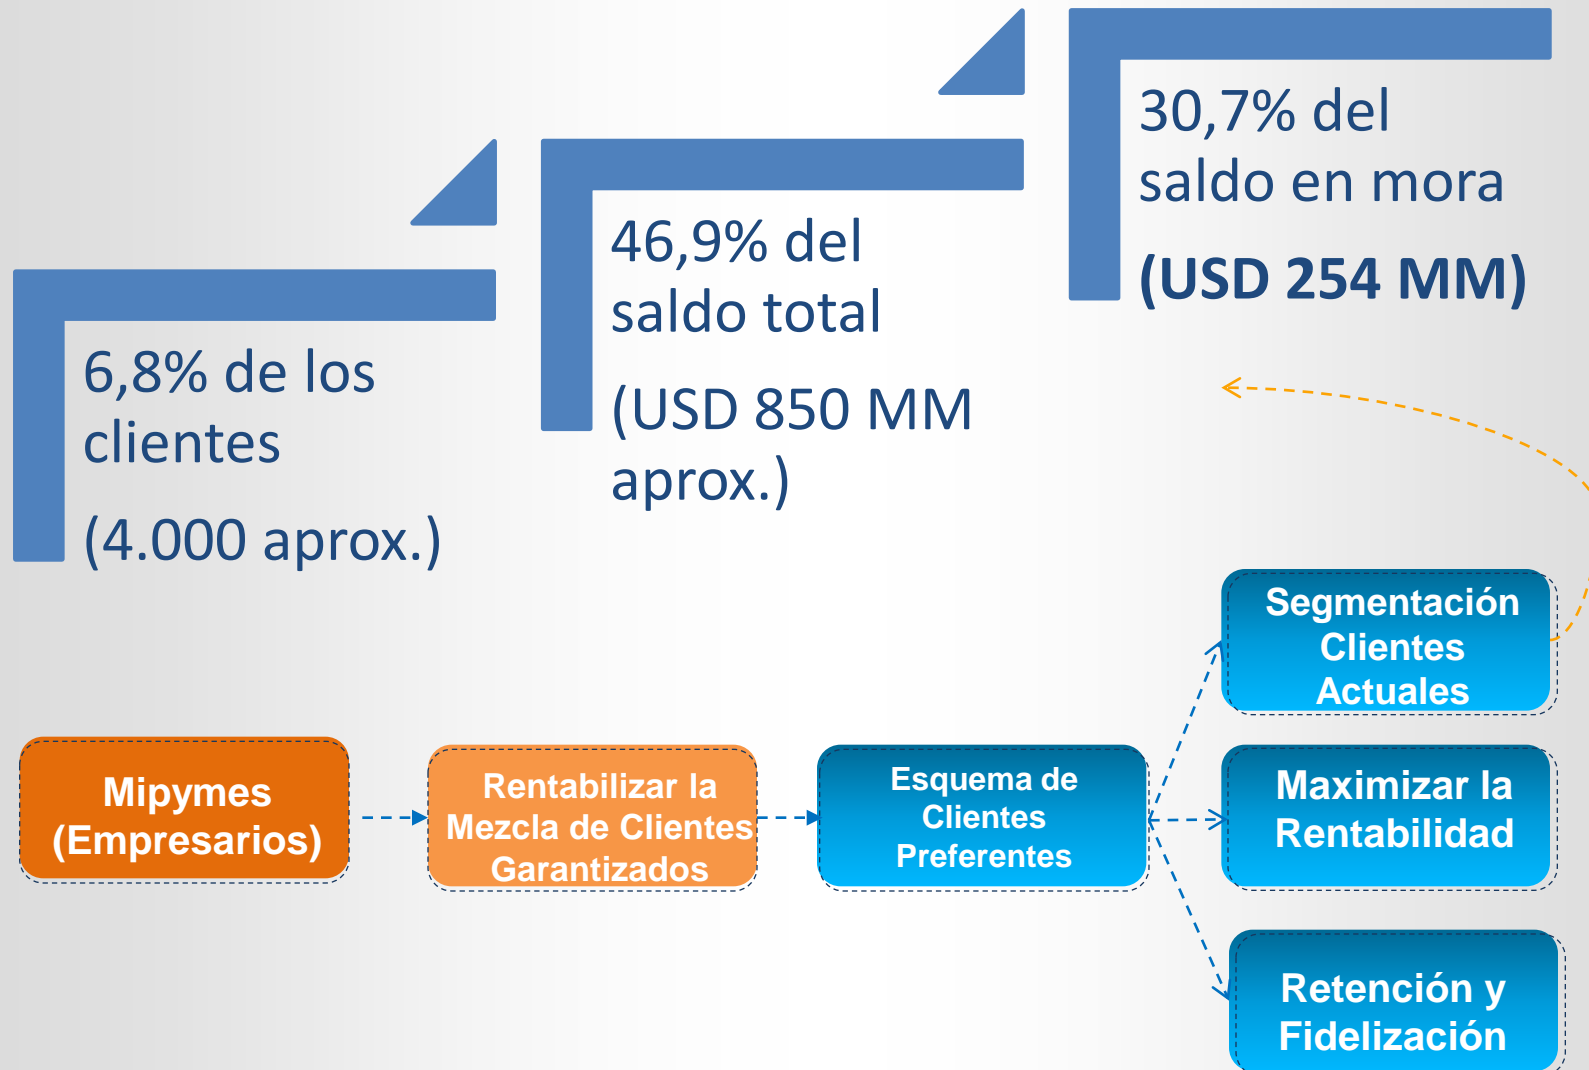 6,8% de los
clientes
(4.000 aprox.)
46,9% del
saldo total
(USD 850 MM
aprox.)
30,7% del
saldo en mora
(USD 254 MM)
Mipymes
(Empresarios)
Rentabilizar la
Mezcla de Clientes
Garantizados
Esquema de
Clientes
Preferentes
Segmentación
Clientes
Actuales
Maximizar la
Rentabilidad
Retención y
Fidelización